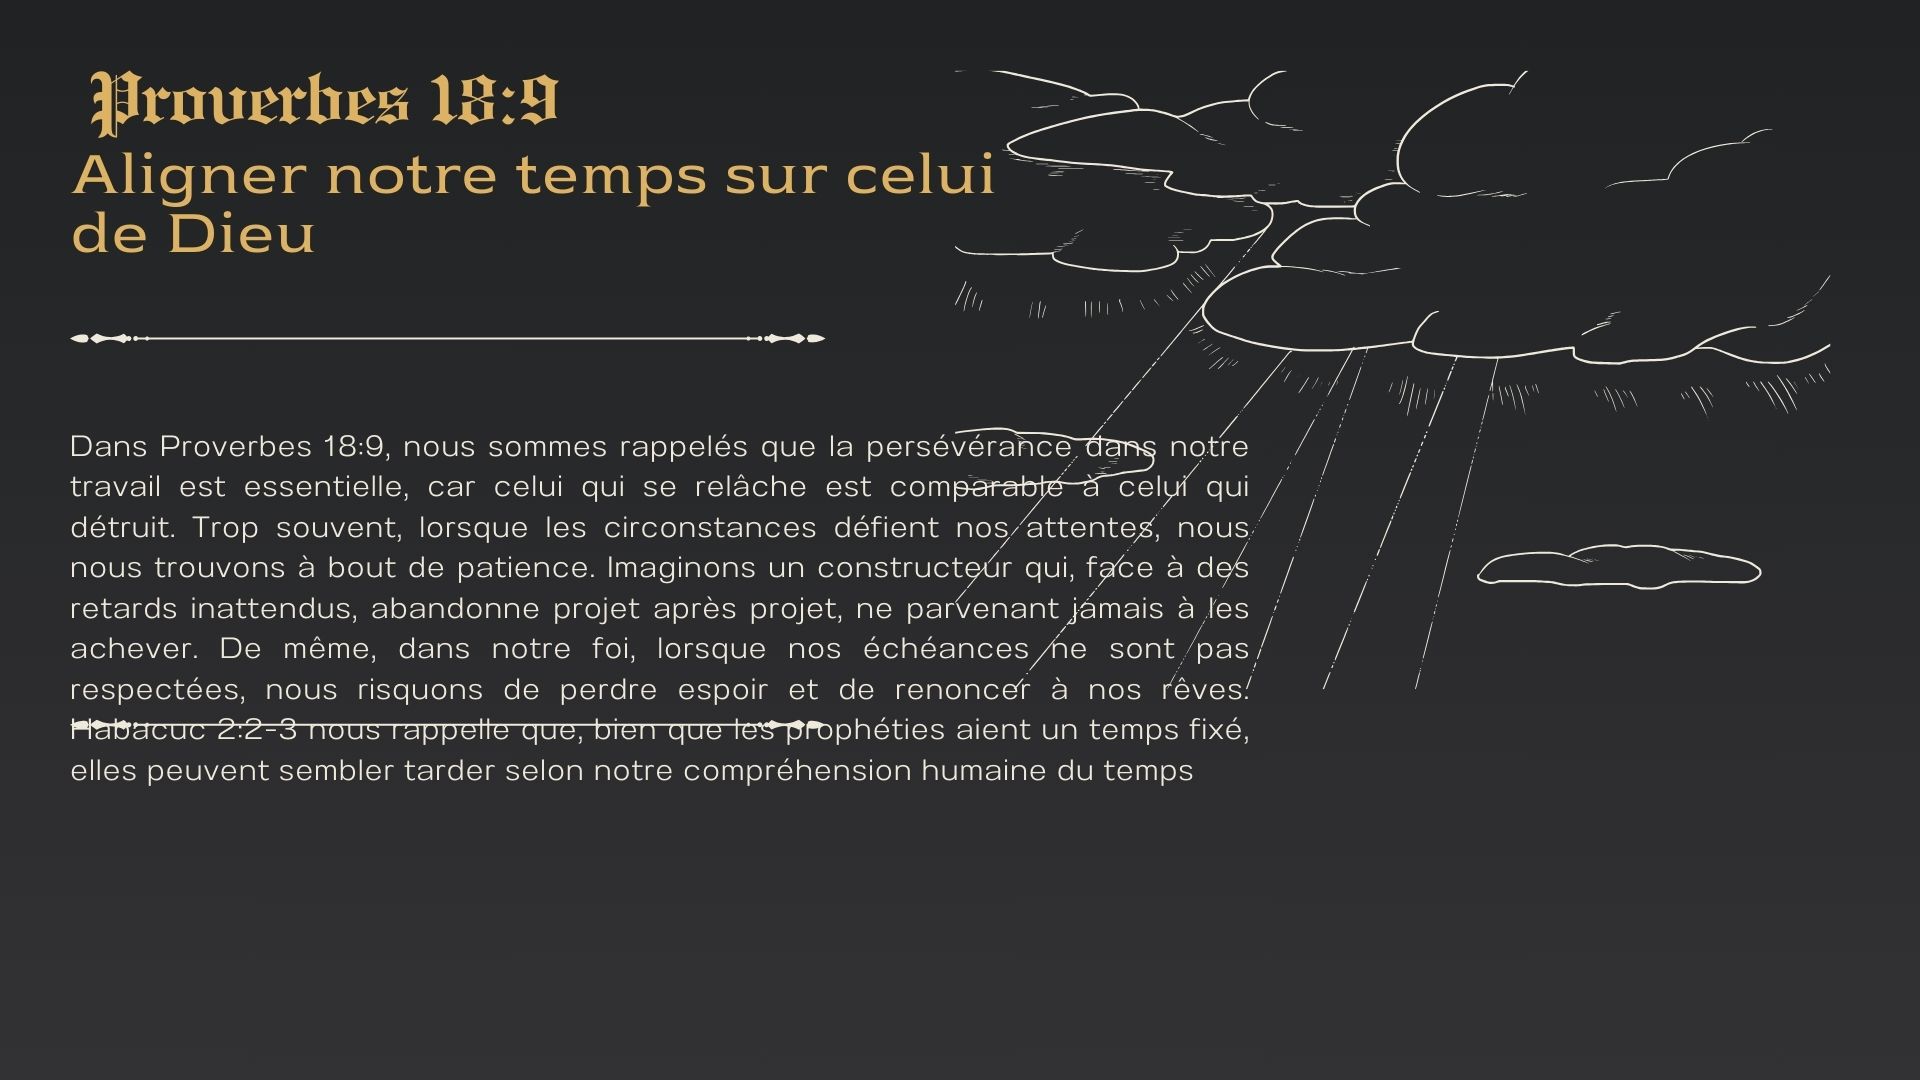 Proverbes 18:9
Aligner notre temps sur celui
de Dieu
Dans Proverbes 18:9, nous sommes rappelés que la persévérance dans notre
travail est essentielle, car celui qui se relâche est comparable à celui qui
détruit. Trop souvent, lorsque les circonstances défient nos attentes, nous
nous trouvons à bout de patience. Imaginons un constructeur qui, face à des
retards inattendus, abandonne projet après projet, ne parvenant jamais à les
achever. De même, dans notre foi, lorsque nos échéances ne sont pas
respectées, nous risquons de perdre espoir et de renoncer à nos rêves.
Habacuc 2:2-3 nous rappelle que, bien que les prophéties aient un temps fixé,
elles peuvent sembler tarder selon notre compréhension humaine du temps